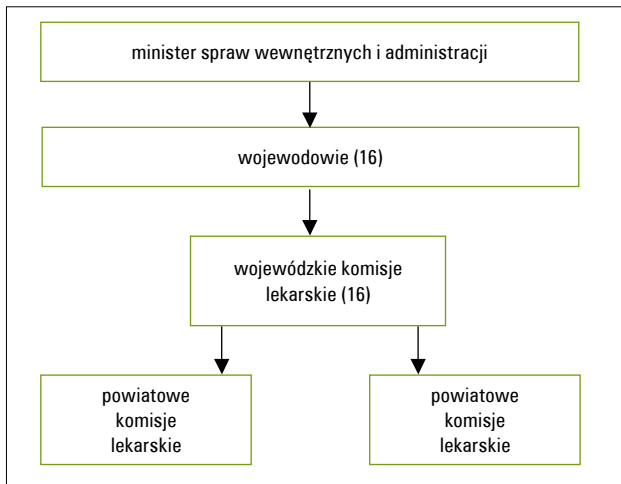 minister spraw wewnętrznych i administracji
wojewodowie (16)
wojewódzkie komisje
lekarskie (16)
powiatowe
komisje
lekarskie
powiatowe
komisje
lekarskie